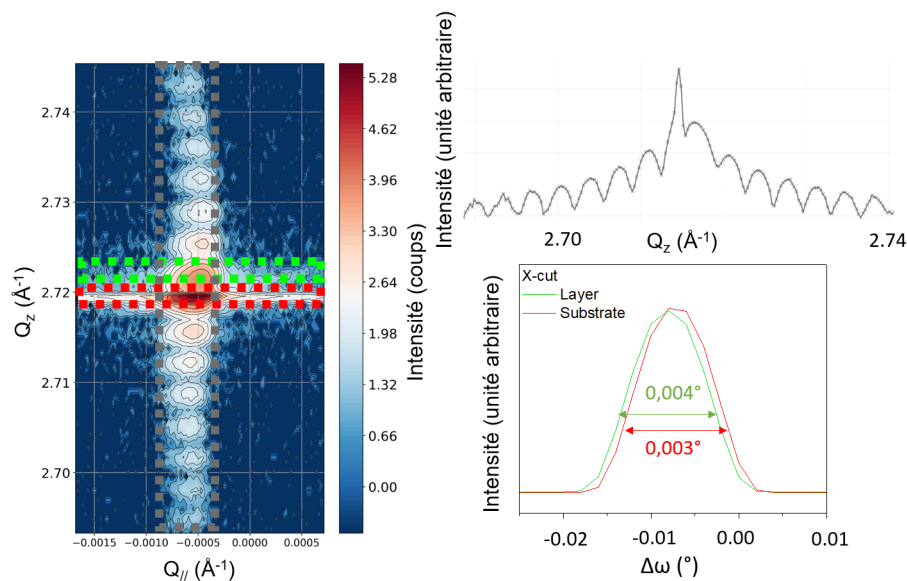 2.74
2.73
2.72
2.71
2.70
Qz (Å-1)
−0.0015 −0.0010 −0.0005 0.0000 0.0005
Q// (Å-1)
5.28
4.62
3.96
3.30
2.64
1.98
1.32
0.66
0.00
Intensité (coups)
Intensité (unité arbitraire)
2.70
2.74
Qz (Å-1)
Intensité (unité arbitraire)
X-cut
Layer
Substrate
0,004°
0,003°
-0.02 -0.01 0.00 0.01
Δω (°)